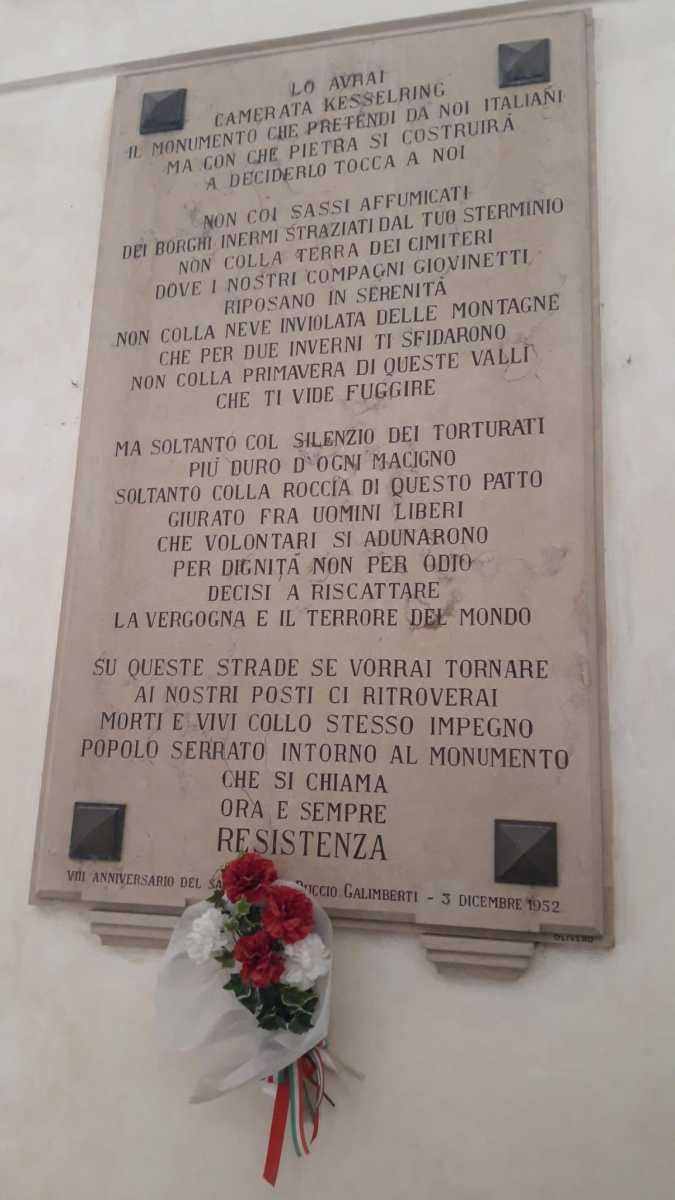 LO AVRAI
CAMERATA KESSELRING
IL MONUMENTO CHE PRETENDI DA NOI ITALIANI
MA CON CHE PIETRA SI COSTRUIRÀ
A DECIDERLO TOCCA A NOI
NON COI SASSI AFFUMICATI
DEI BORGHI INERMI STRAZIATI DAL TUO STERMINIO
NON COLLA TERRA DEI CIMITERI
DOVE I NOSTRI COMPAGNI GIOVINETTI
RIPOSANO IN SERENITÀ
NON COLLA NEVE INVIOLATA DELLE MONTAGNE
CHE PER DUE INVERNI TI SFIDARONO
NON COLLA PRIMAVERA DI QUESTE VALLI
CHE TI VIDE FUGGIRE
MA SOLTANTO COL SILENZIO DEI TORTURATI
PIÙ DURO D'OGNI MACIGNO
SOLTANTO COLLA ROCCIA DI QUESTO PATTO
GIURATO FRA UOMINI LIBERI
CHE VOLONTARI SI ADUNARONO
PER DIGNITÀ NON PER ODIO
DECISI A RISCATTARE
LA VERGOGNA E IL TERRORE DEL MONDO
SU QUESTE STRADE SE VORRAI TORNARE
AI NOSTRI POSTI CI RITROVERAI
MORTI E VIVI COLLO STESSO IMPEGNO
POPOLO SERRATO INTORNO AL MONUMENTO
CHE SI CHIAMA
ORA E SEMPRE
RESISTENZA
VIII ANNIVERSARIO DEL GALIMBERTI - 3 DICEMBRE 1952
OLIVERO